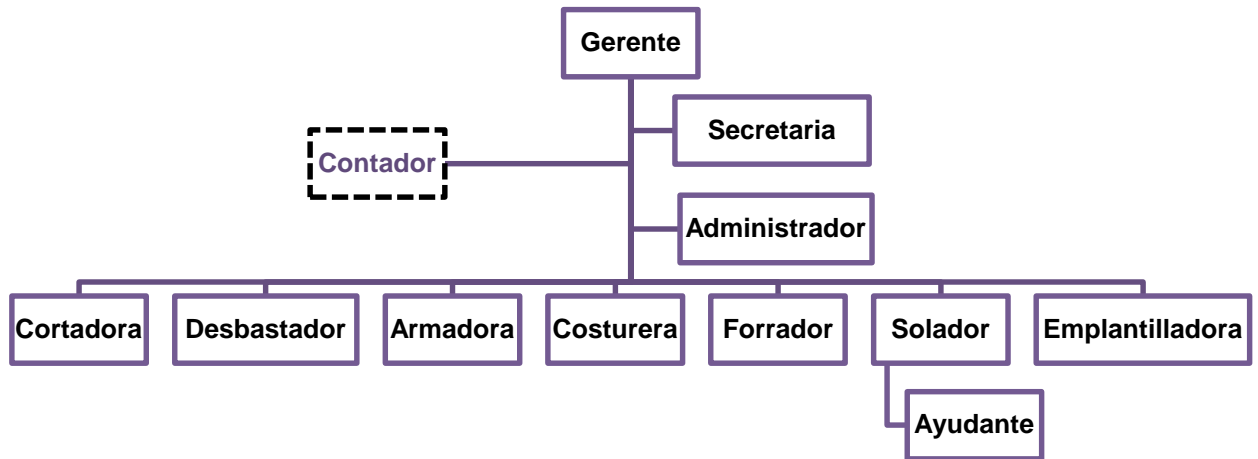 Gerente
Secretaria
Contador
Administrador
Cortadora
Desbastador
Armadora
Costurera
Forrador
Solador
Emplantilladora
Ayudante